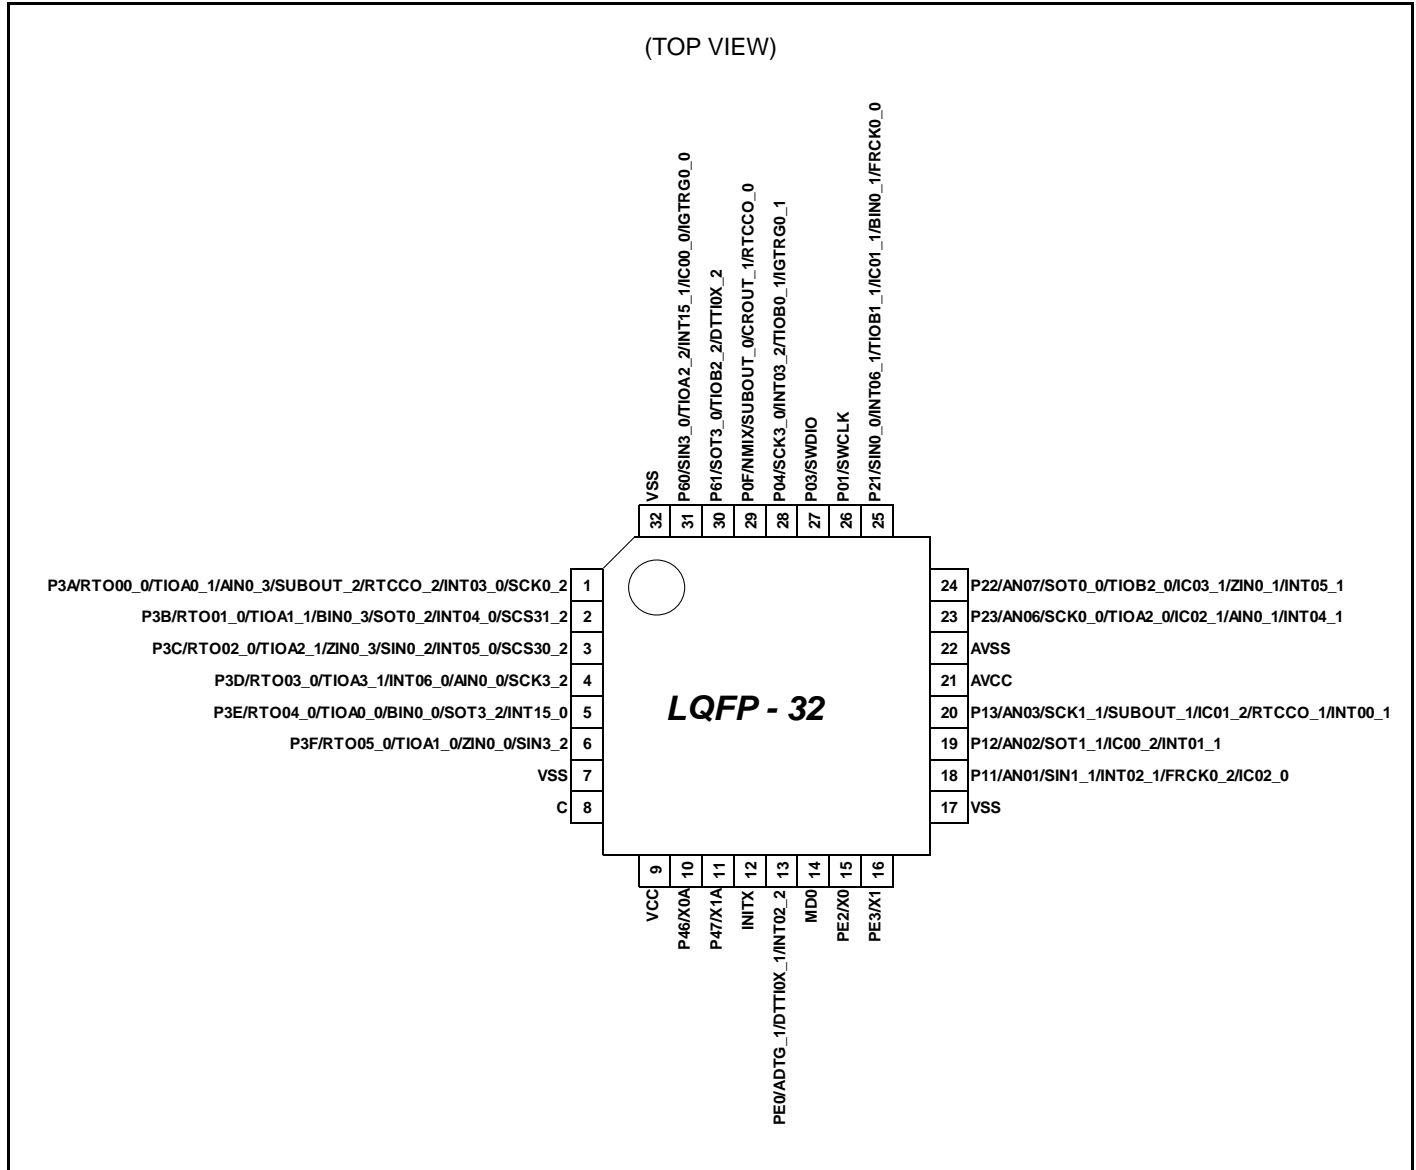 (TOP VIEW)
VSS
P60/SIN3_0/TIOA2_2/INT15_1/IC00_0/IGTRG0_0
P61/SOT3_0/TIOB2_2/DTTI0X_2
P0F/NMIX/SUBOUT_0/CROUT_1/RTCCO_0
P04/SCK3_0/INT03_2/TIOB0_1/IGTRG0_1
P03/SWDIO
P01/SWCLK
P21/SIN0_0/INT06_1/TIOB1_1/IC01_1/BIN0_1/FRCK0_0
32
31
30
29
28
27
26
25
P3A/RTO00_0/TIOA0_1/AIN0_3/SUBOUT_2/RTCCO_2/INT03_0/SCK0_2 1
P3B/RTO01_0/TIOA1_1/BIN0_3/SOT0_2/INT04_0/SCS31_2 2
P3C/RTO02_0/TIOA2_1/ZIN0_3/SIN0_2/INT05_0/SCS30_2 3
P3D/RTO03_0/TIOA3_1/INT06_0/AIN0_0/SCK3_2 4
P3E/RTO04_0/TIOA0_0/BIN0_0/SOT3_2/INT15_0 5
P3F/RTO05_0/TIOA1_0/ZIN0_0/SIN3_2 6
VSS 7
C 8
LQFP - 32
24 P22/AN07/SOT0_0/TIOB2_0/IC03_1/ZIN0_1/INT05_1
23 P23/AN06/SCK0_0/TIOA2_0/IC02_1/AIN0_1/INT04_1
22 AVSS
21 AVCC
20 P13/AN03/SCK1_1/SUBOUT_1/IC01_2/RTCCO_1/INT00_1
19 P12/AN02/SOT1_1/IC00_2/INT01_1
18 P11/AN01/SIN1_1/INT02_1/FRCK0_2/IC02_0
17 VSS
9
10
11
12
13
14
15
16
VCC
P46/X0A
P47/X1A
INITX
PE0/ADTG_1/DTTI0X_1/INT02_2
MD0
PE2/X0
PE3/X1